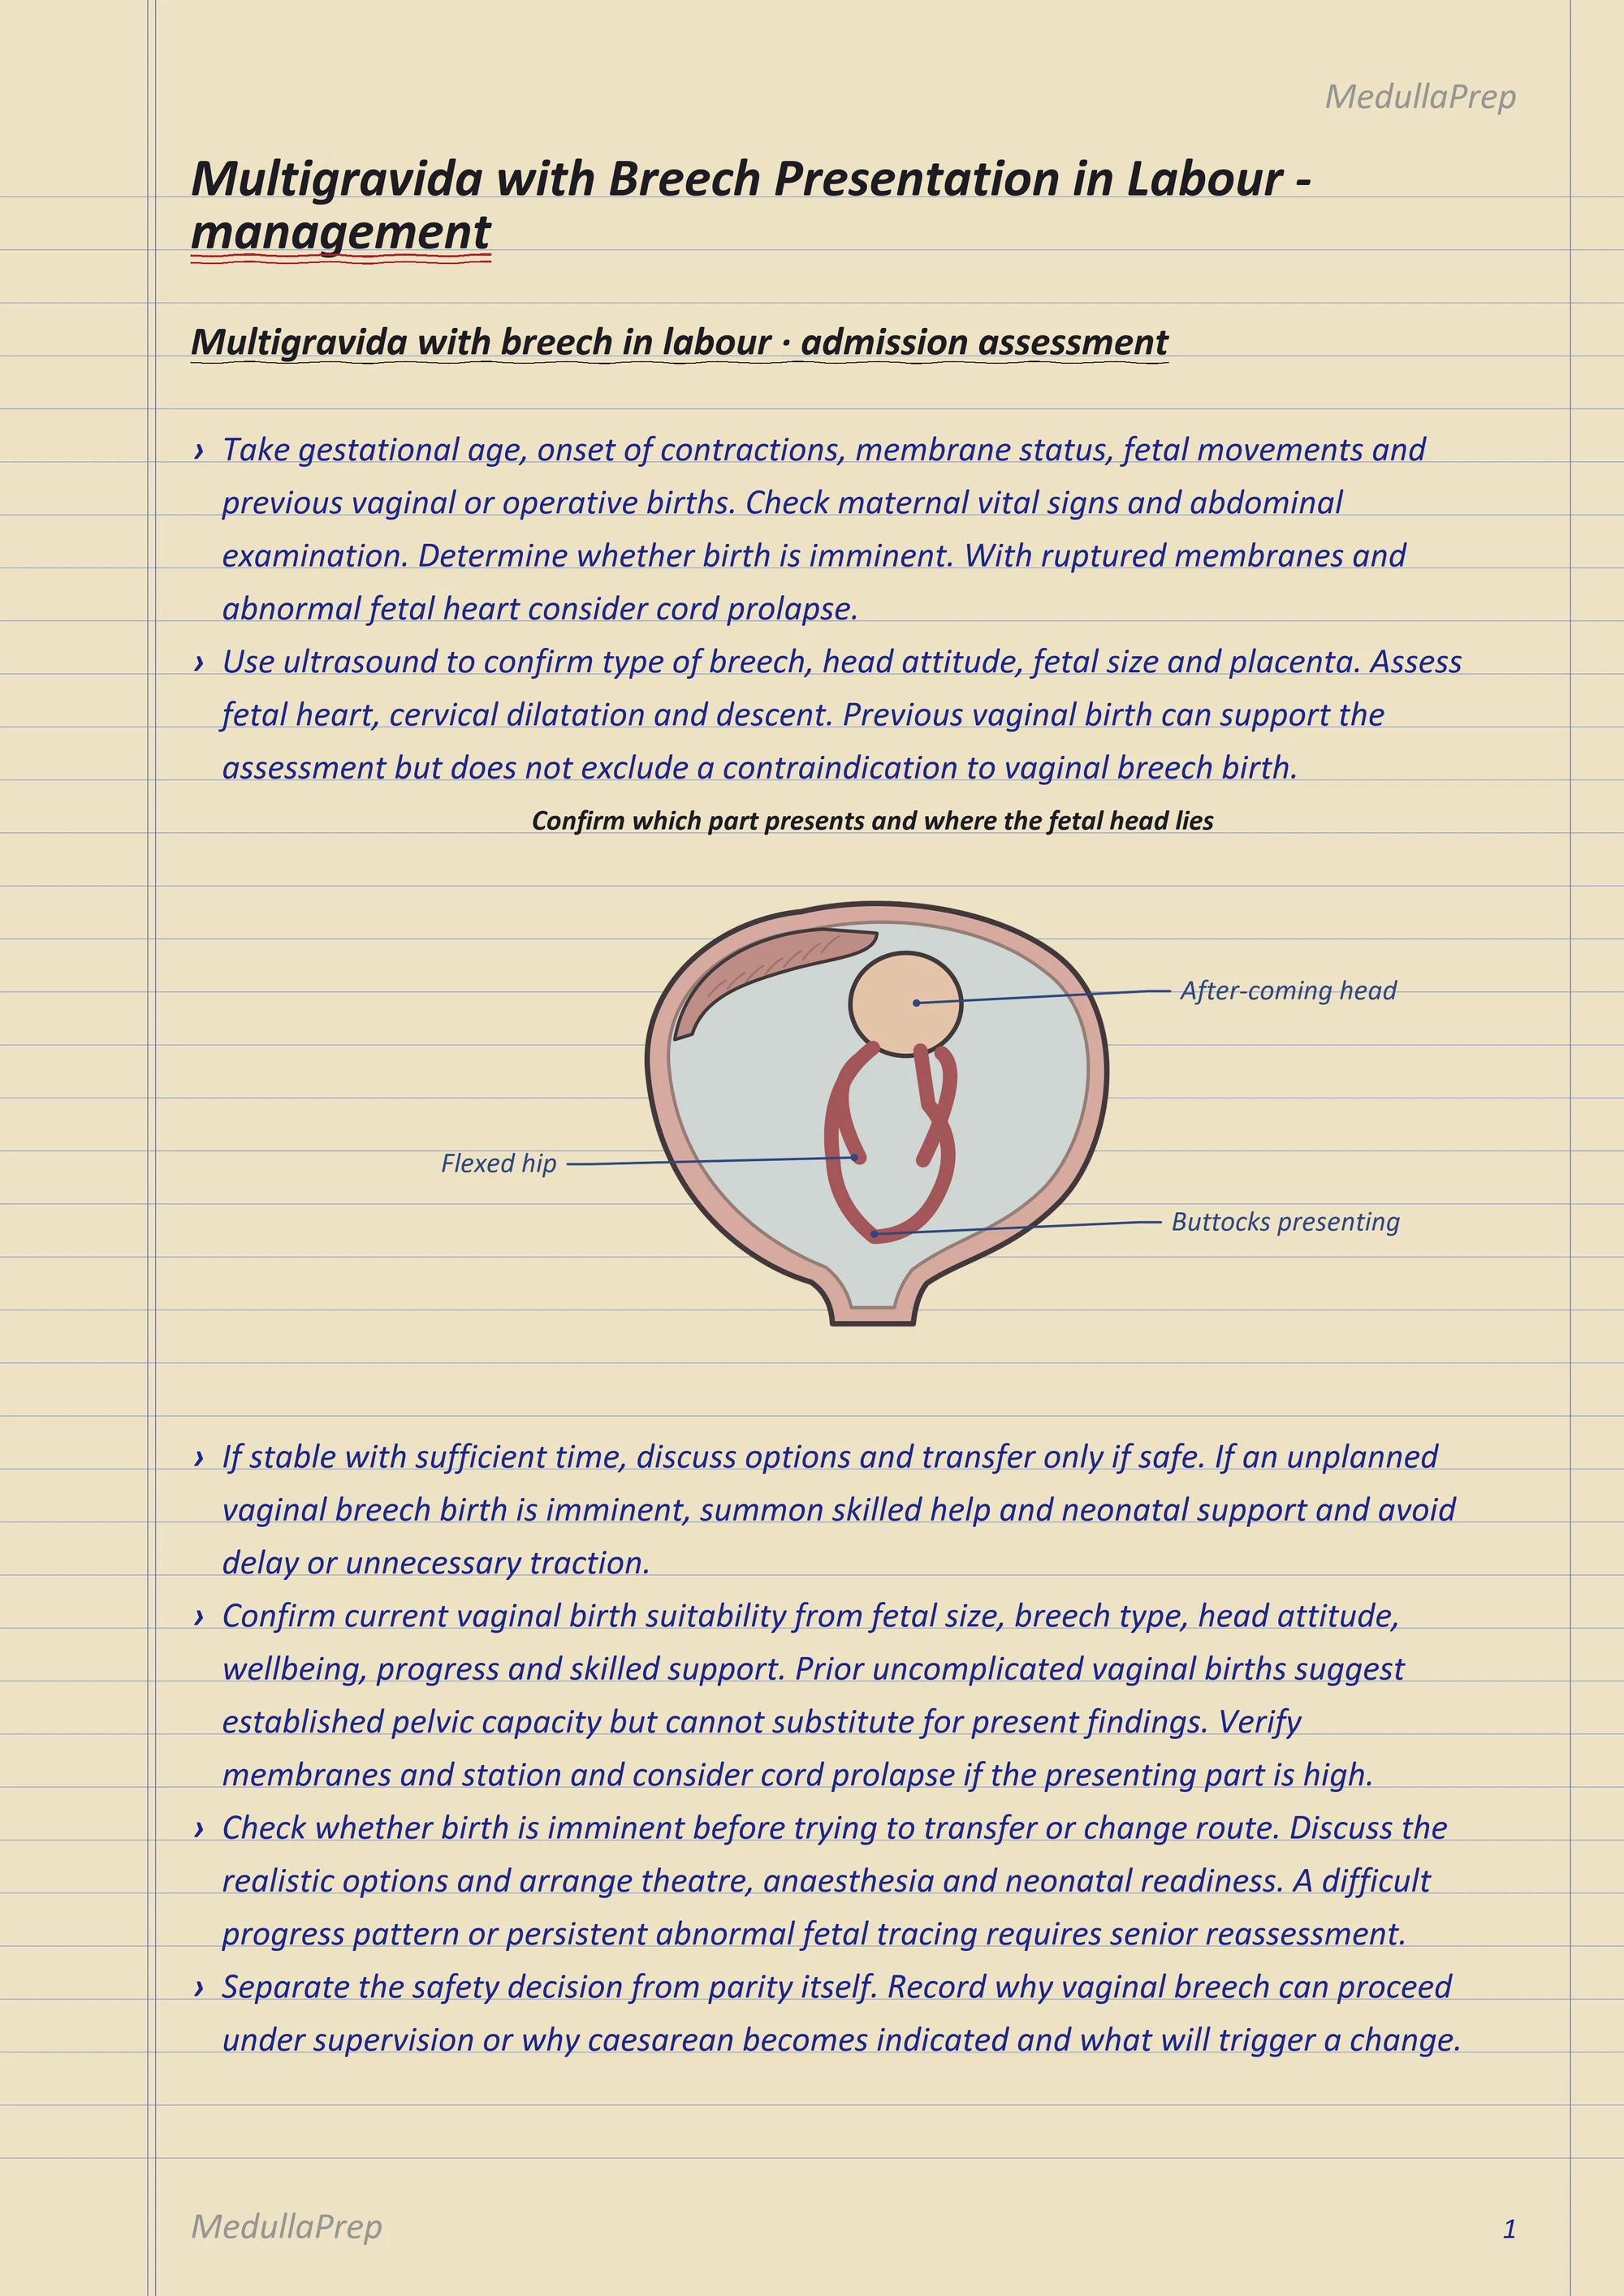 MedullaPrep
Multigravida with Breech Presentation in Labour -
management
Multigravida with breech in labour · admission assessment
› Take gestational age, onset of contractions, membrane status, fetal movements and
previous vaginal or operative births. Check maternal vital signs and abdominal
examination. Determine whether birth is imminent. With ruptured membranes and
abnormal fetal heart consider cord prolapse.
› Use ultrasound to confirm type of breech, head attitude, fetal size and placenta. Assess
fetal heart, cervical dilatation and descent. Previous vaginal birth can support the
assessment but does not exclude a contraindication to vaginal breech birth.
Confirm which part presents and where the fetal head lies
After-coming head
Flexed hip
Buttocks presenting
› If stable with sufficient time, discuss options and transfer only if safe. If an unplanned
vaginal breech birth is imminent, summon skilled help and neonatal support and avoid
delay or unnecessary traction.
› Confirm current vaginal birth suitability from fetal size, breech type, head attitude,
wellbeing, progress and skilled support. Prior uncomplicated vaginal births suggest
established pelvic capacity but cannot substitute for present findings. Verify
membranes and station and consider cord prolapse if the presenting part is high.
› Check whether birth is imminent before trying to transfer or change route. Discuss the
realistic options and arrange theatre, anaesthesia and neonatal readiness. A difficult
progress pattern or persistent abnormal fetal tracing requires senior reassessment.
› Separate the safety decision from parity itself. Record why vaginal breech can proceed
under supervision or why caesarean becomes indicated and what will trigger a change.
MedullaPrep
1